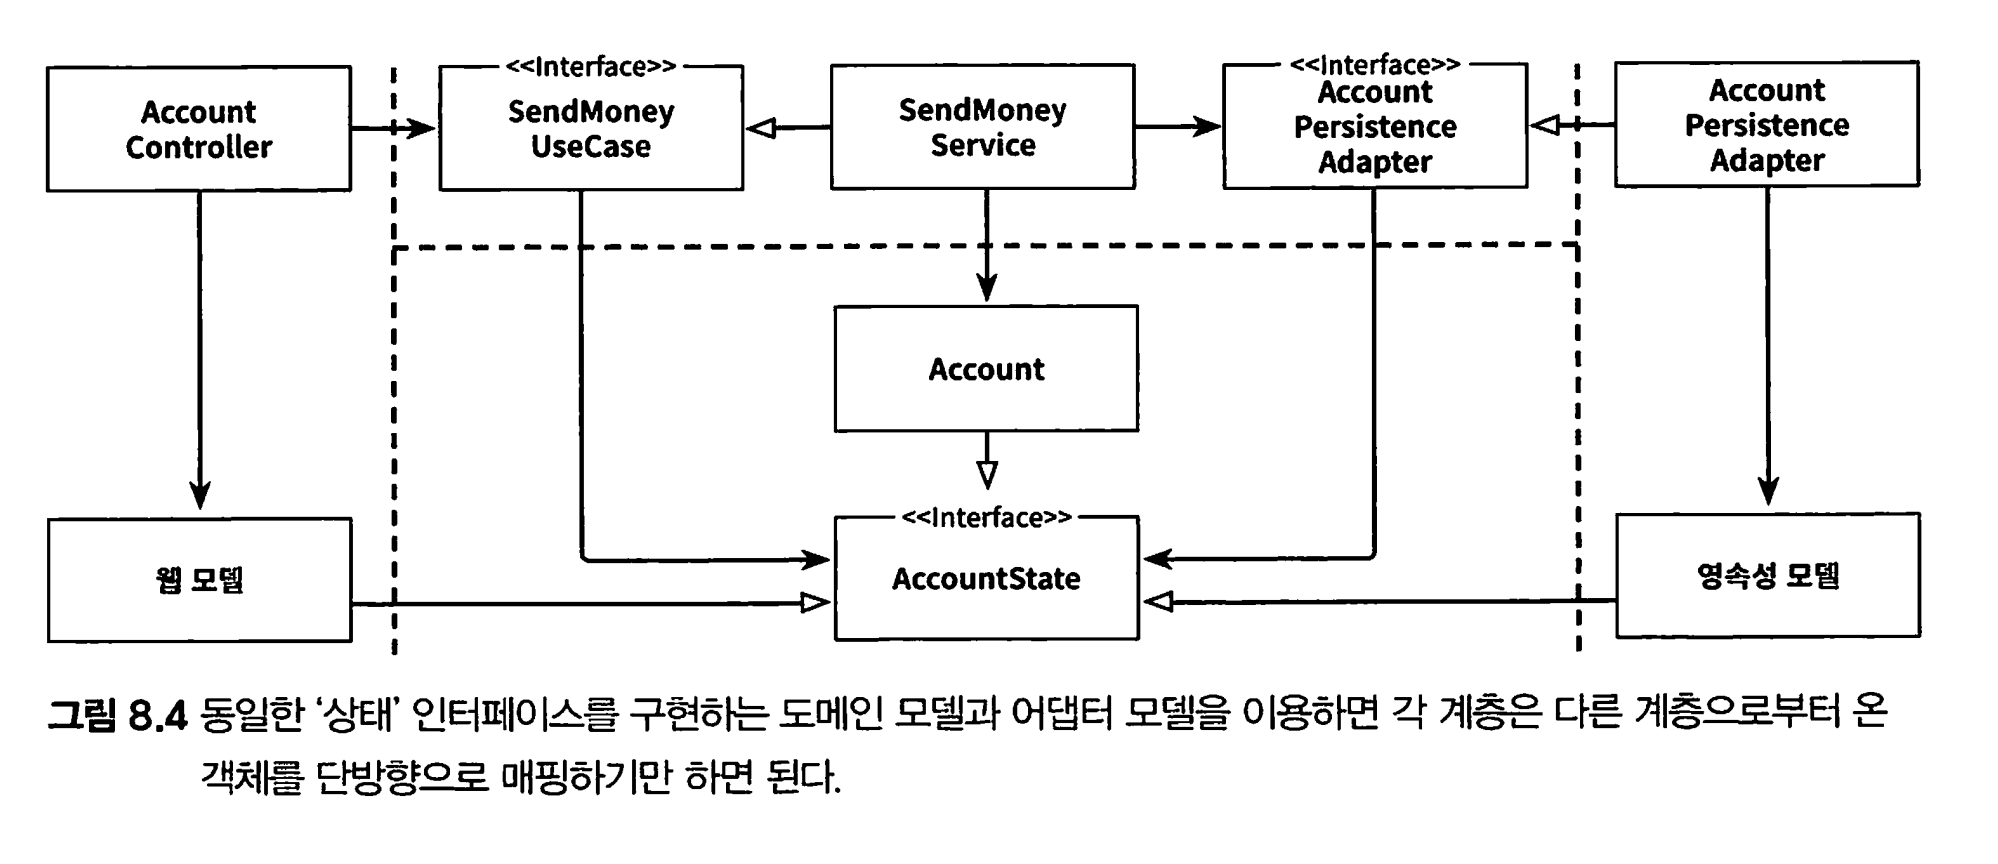 Account
Controller
<<Interface>>
SendMoney
UseCase
SendMoney
Service
<<Interface>>
Account
Persistence
Adapter
Account
Persistence
Adapter
Account
웹 모델
<<Interface>>
AccountState
영속성 모델
그림 8.4 동일한 ‘상태’ 인터페이스를 구현하는 도메인 모델과 어댑터 모델을 이용하면 각 계층은 다른 계층으로부터 온
객체를 단방향으로 매핑하기만 하면 된다.